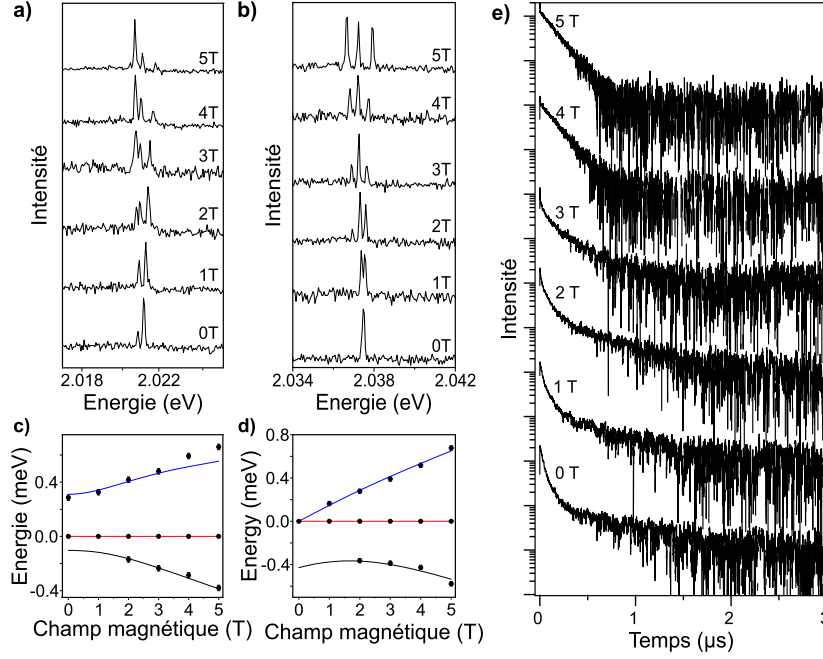 a)
Intensité
5T
4T
3T
2T
1T
0T
2.018
2.022
Energie (eV)
b)
Intensité
5T
4T
3T
2T
1T
0T
2.034
2.038
2.042
Energie (eV)
c)
Energie (meV)
0.4
0.0
-0.4
0 1 2 3 4 5
Champ magnétique (T)
d)
Energy (meV)
0.8
0.4
0.0
-0.4
0 1 2 3 4 5
Champ magnétique (T)
e)
Intensité
5 T
4 T
3 T
2 T
1 T
0 T
0 1 2 3
Temps (µs)